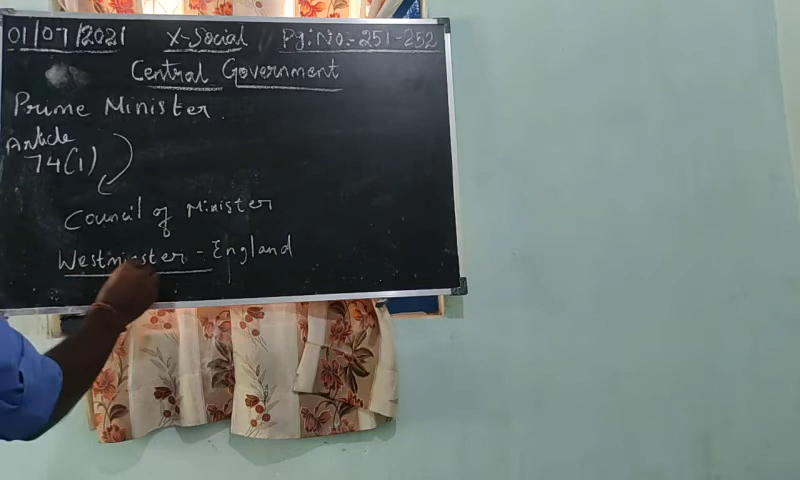 01/07/2021 X-Social Pg:No:-251-252
Central Government
Prime Minister
Article
74(1)
Council of Minister
Westminster - England